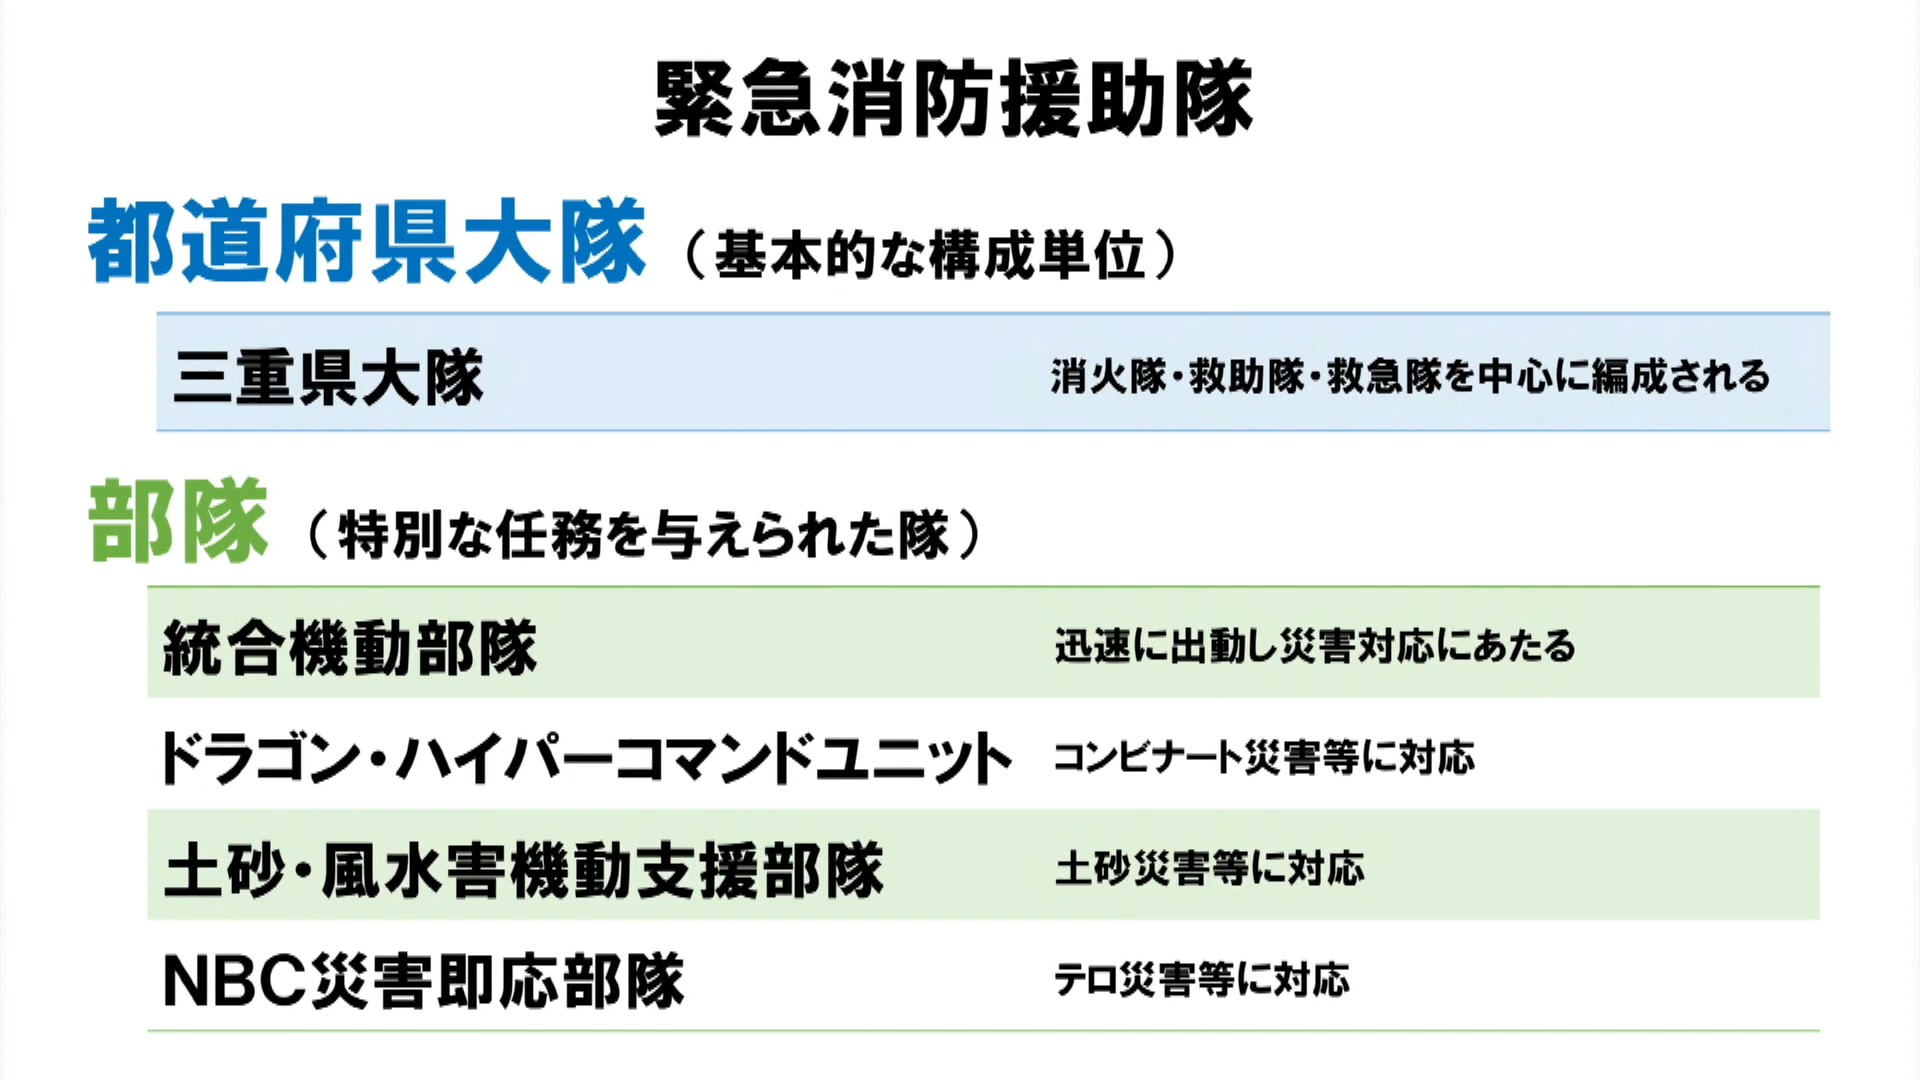 緊急消防援助隊
都道府県大隊（基本的な構成単位）
三重県大隊 消火隊・救助隊・救急隊を中心に編成される
部隊（特別な任務を与えられた隊）
統合機動部隊 迅速に出動し災害対応にあたる
ドラゴン・ハイパーコマンドユニット コンビナート災害等に対応
土砂・風水害機動支援部隊 土砂災害等に対応
NBC災害即応部隊 テロ災害等に対応